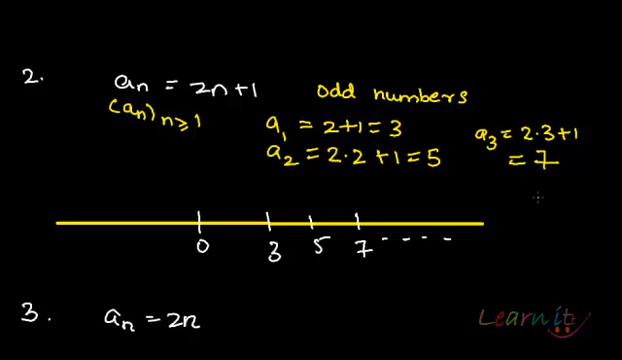 2. aₙ = 2n+1 odd numbers
(aₙ)ₙ≥₁ a₁ = 2+1 = 3 a₃ = 2·3+1
a₂ = 2·2+1 = 5 = 7
0 3 5 7 ----
3. aₙ = 2n
Learnit